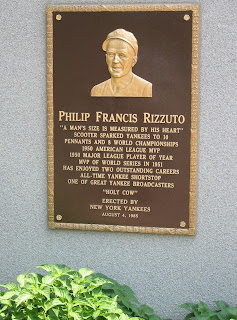 PHILIP FRANCIS RIZZUTO
"A MAN'S SIZE IS MEASURED BY HIS HEART"
SCOOTER SPARKED YANKEES TO 10
PENNANTS AND 8 WORLD CHAMPIONSHIPS
1950 AMERICAN LEAGUE MVP
1950 MAJOR LEAGUE PLAYER OF YEAR
MVP OF WORLD SERIES IN 1951
HAS ENJOYED TWO OUTSTANDING CAREERS
ALL-TIME YANKEE SHORTSTOP
ONE OF GREAT YANKEE BROADCASTERS
"HOLY COW"
ERECTED BY
NEW YORK YANKEES
AUGUST 4, 1985